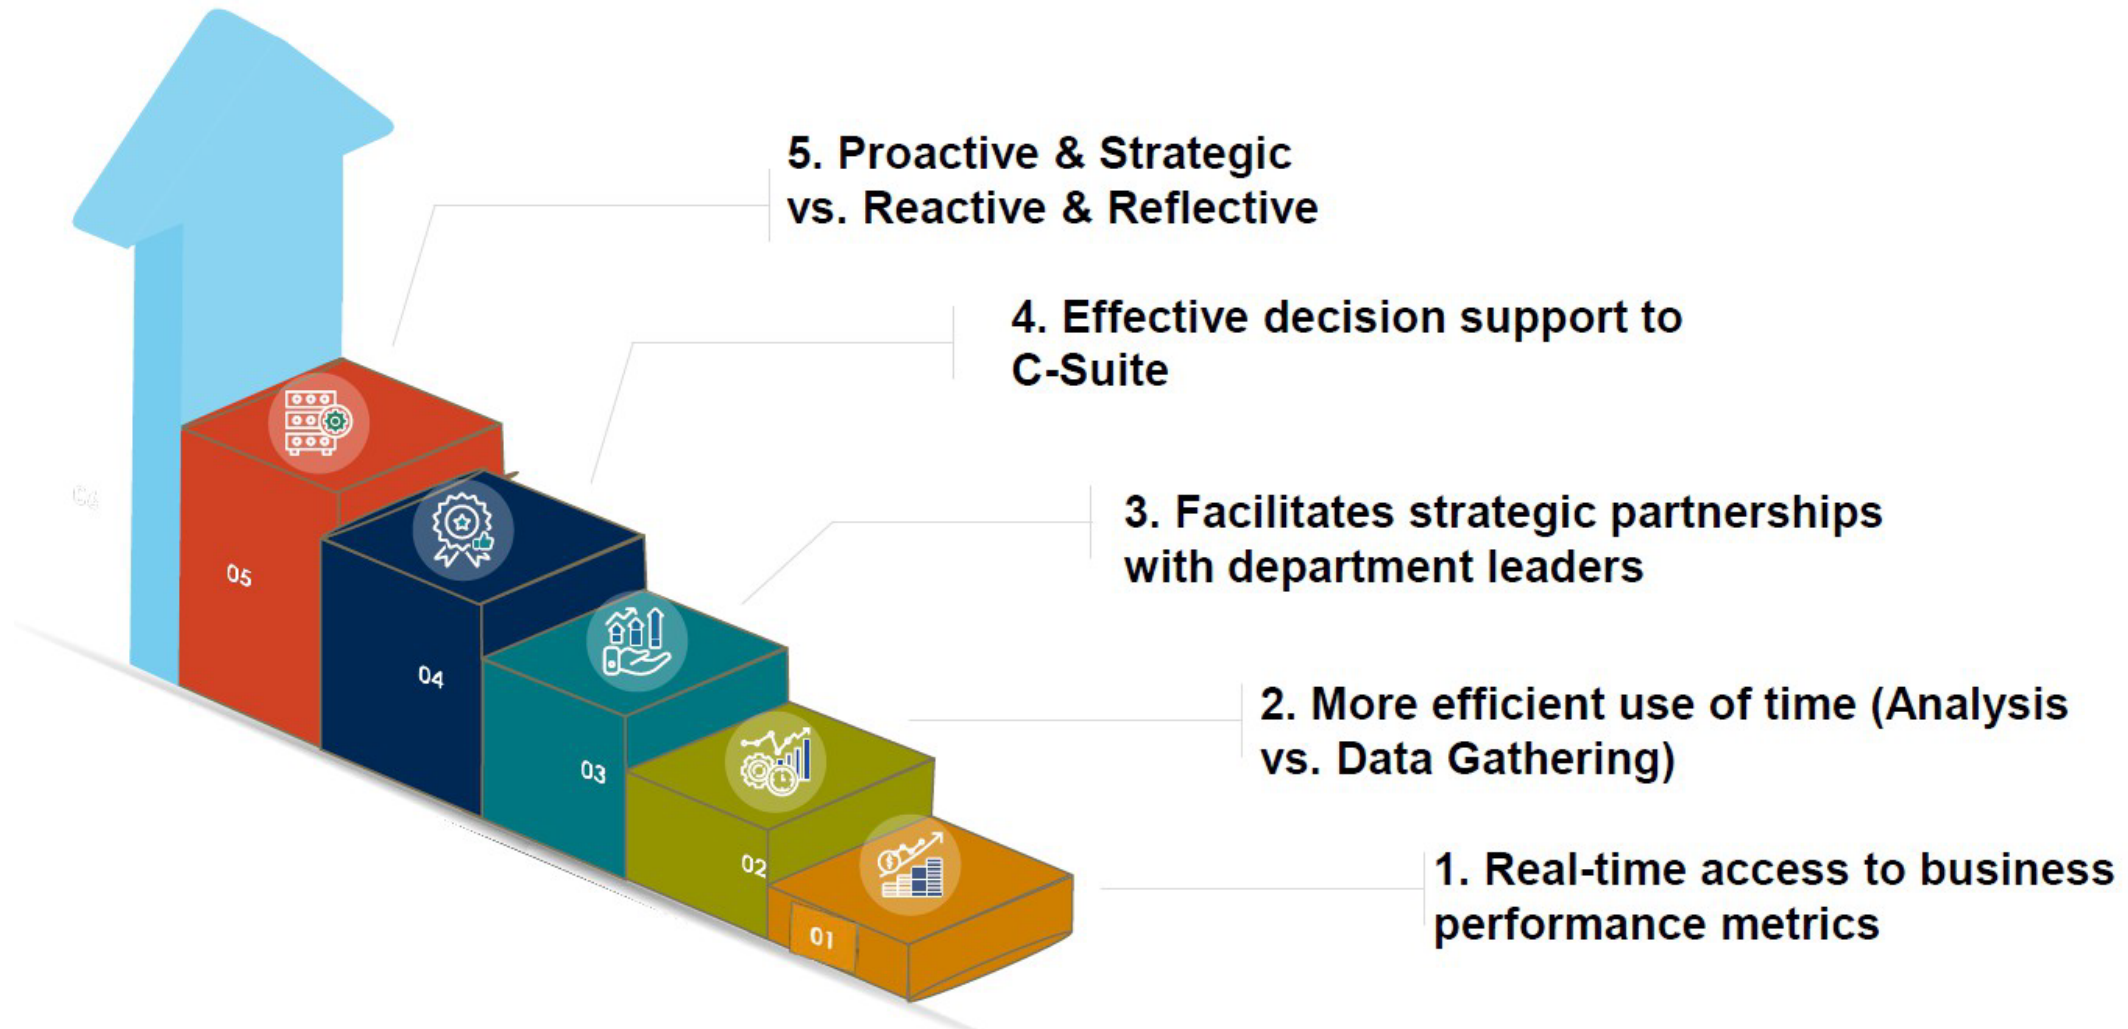 5. Proactive & Strategic
vs. Reactive & Reflective
4. Effective decision support to
C-Suite
3. Facilitates strategic partnerships
with department leaders
2. More efficient use of time (Analysis
vs. Data Gathering)
1. Real-time access to business
performance metrics
05
04
03
02
01